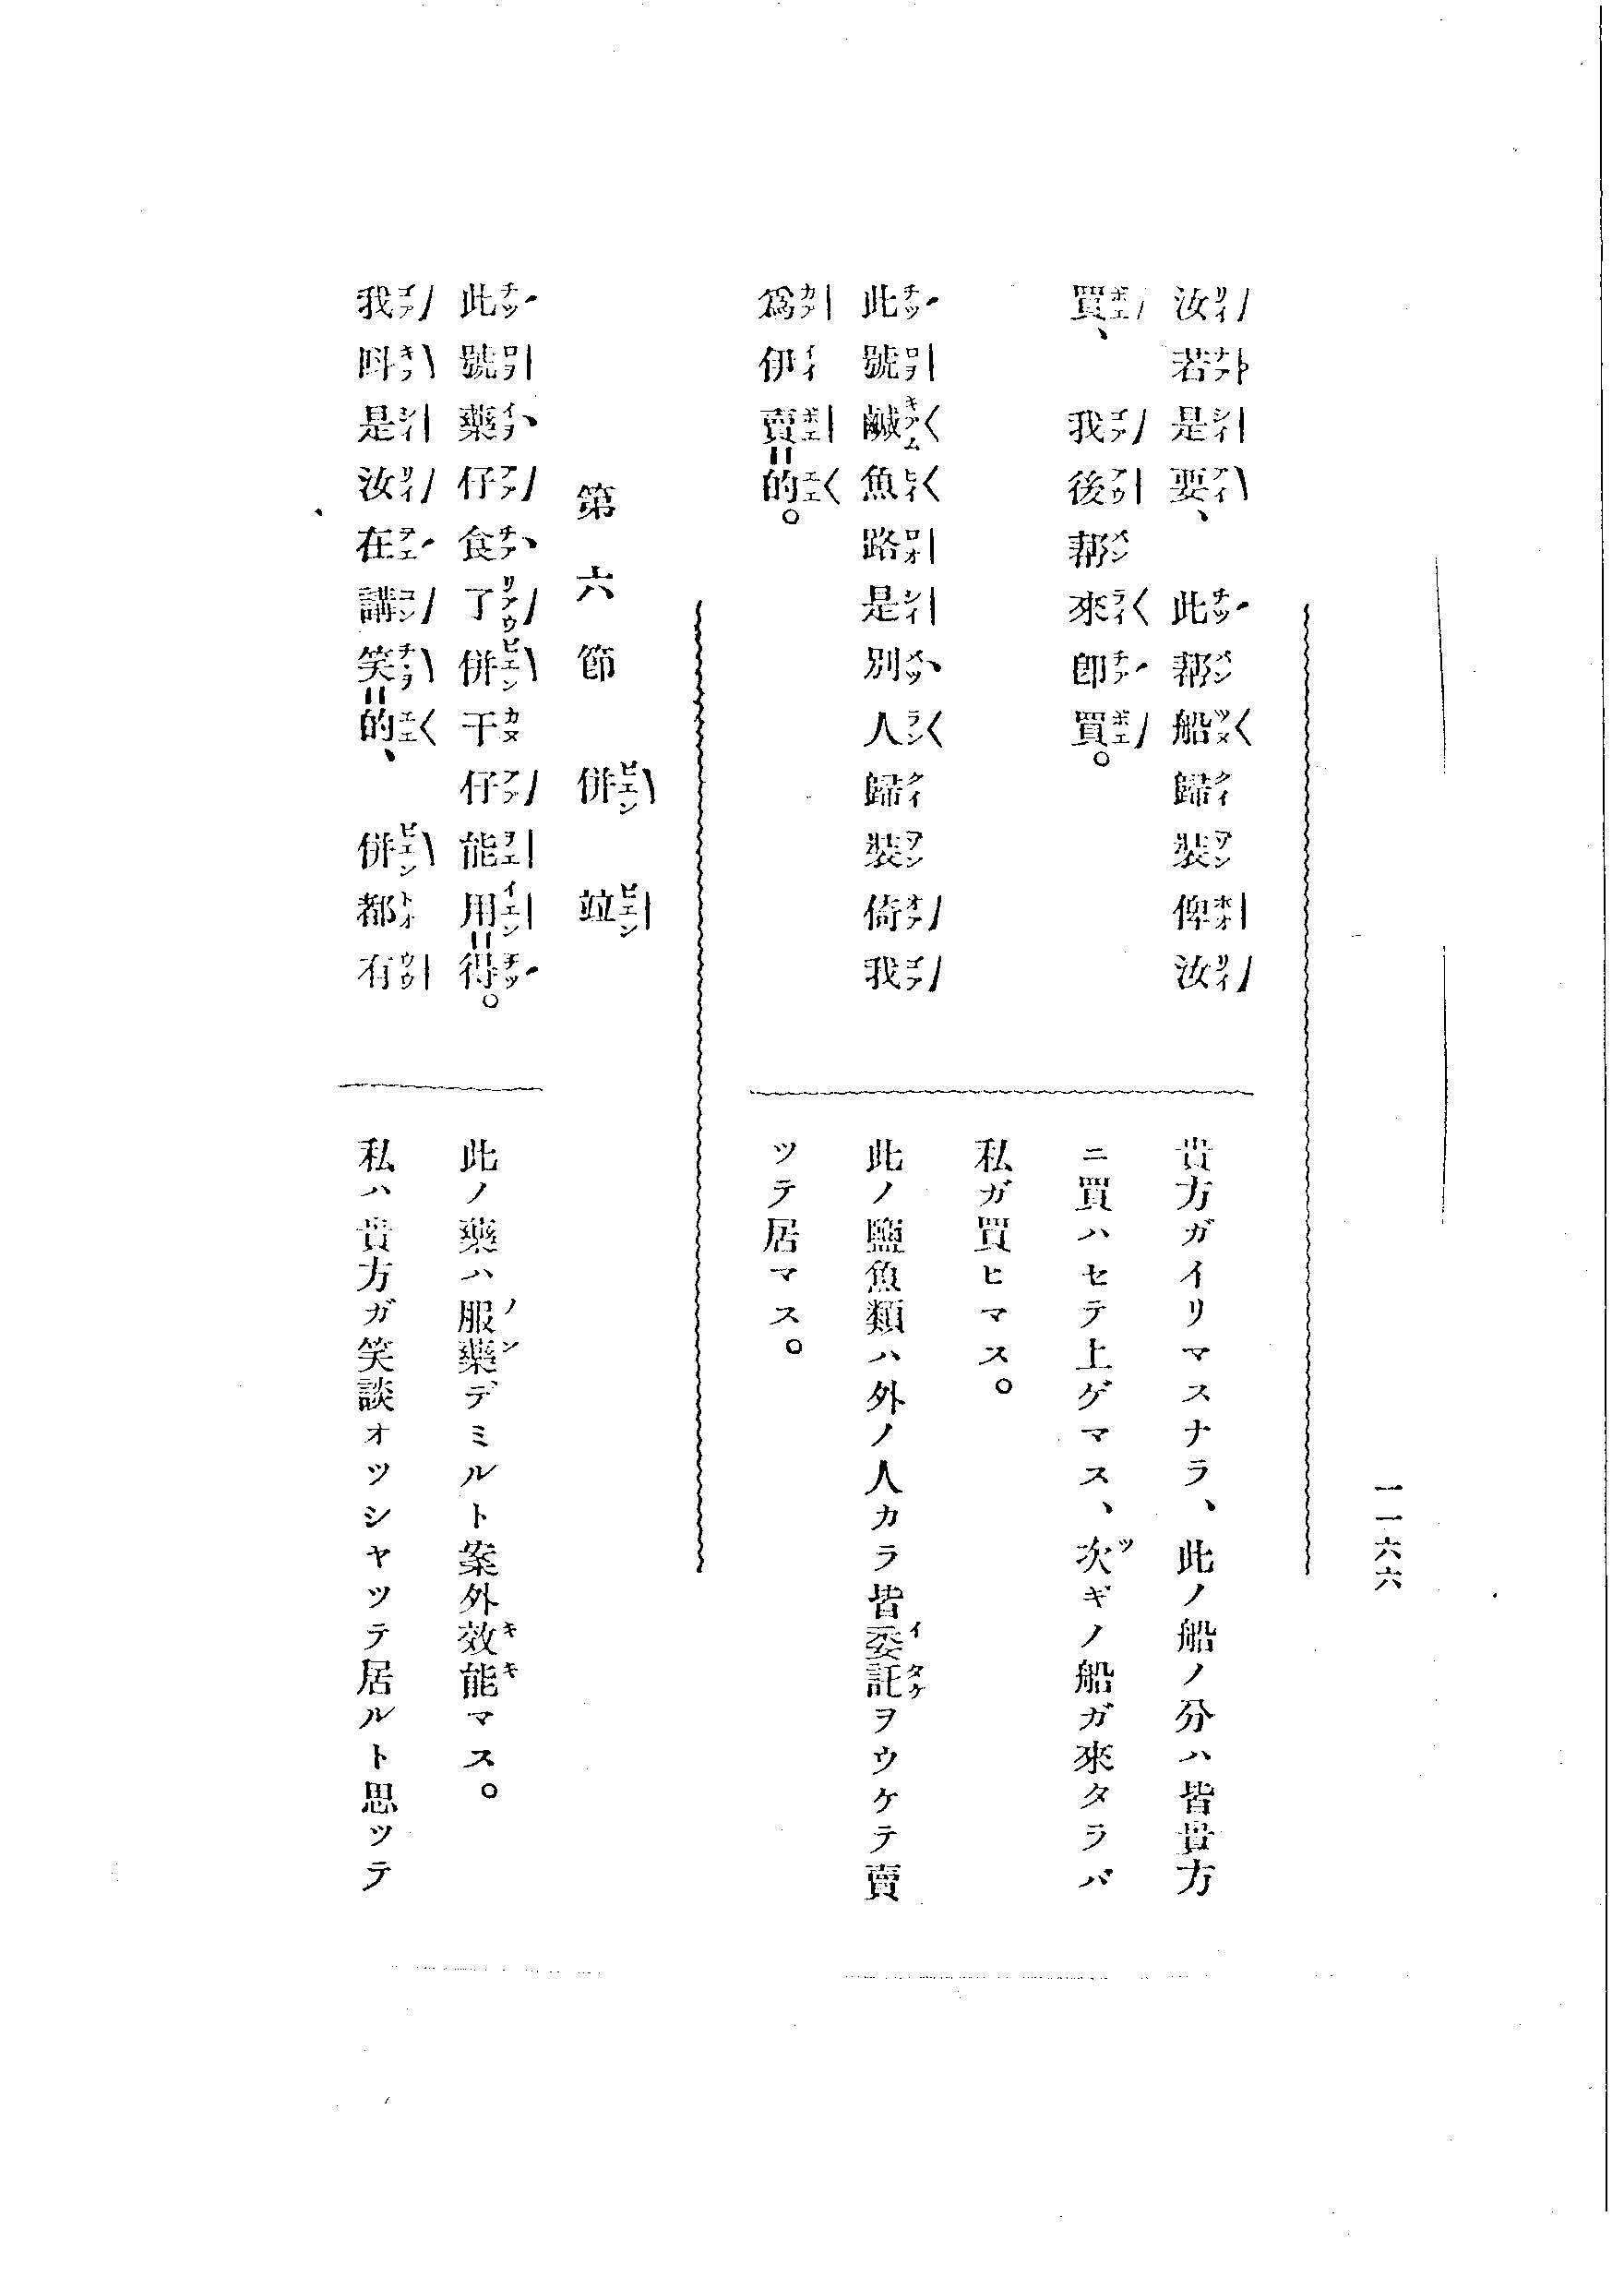 一一六六
汝若是要、此帮船歸裝俾汝
買、我後帮來卽買。
此號鹹魚路是別人歸裝倚我
爲伊賣=的。
貴方ガイリマスナラ、此ノ船ノ分ハ皆貴方
ニ買ハセテ上ゲマス、次ギノ船ガ來タラバ
私ガ買ヒマス。
此ノ鹽魚類ハ外ノ人カラ皆委託ヲウケテ賣
ツテ居マス。
第六節 併 竝
此號藥仔食了併干仔能用=得。
我呌是汝在講笑=的、併都有
此ノ藥ハ服藥デミルト案外效能マス。
私ハ貴方ガ笑談オツシヤツテ居ルト思ツテ